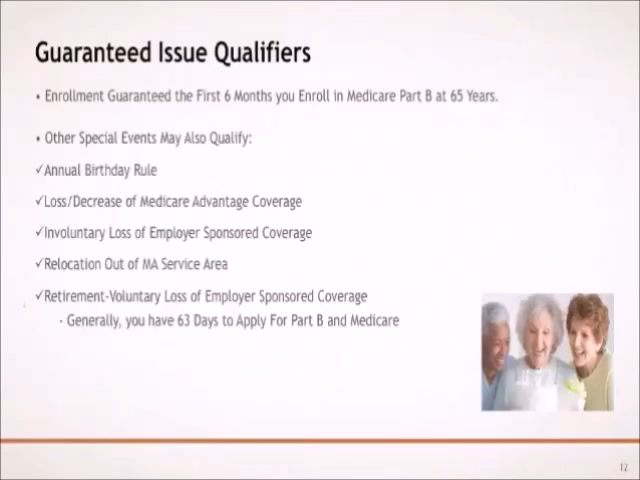 Guaranteed Issue Qualifiers
• Enrollment Guaranteed the First 6 Months you Enroll in Medicare Part B at 65 Years.
• Other Special Events May Also Qualify:
✓Annual Birthday Rule
✓Loss/Decrease of Medicare Advantage Coverage
✓Involuntary Loss of Employer Sponsored Coverage
✓Relocation Out of MA Service Area
✓Retirement-Voluntary Loss of Employer Sponsored Coverage
- Generally, you have 63 Days to Apply For Part B and Medicare
12